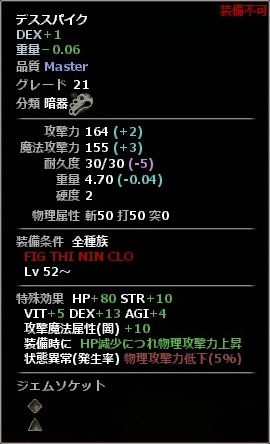 装備不可
デススパイク
DEX+1
重量-0.06
品質 Master
グレード 21
分類 暗器
攻撃力 164 (+2)
魔法攻撃力 155 (+3)
耐久度 30/30 (-5)
重量 4.70 (-0.04)
硬度 2
物理属性 斬50 打50 突0
装備条件 全種族
FIG THI NIN CLO
Lv 52～
特殊効果 HP+80 STR+10
VIT+5 DEX+13 AGI+4
攻撃魔法属性(闇) +10
装備時に HP減少につれ物理攻撃力上昇
状態異常(発生率) 物理攻撃力低下(5%)
ジェムソケット